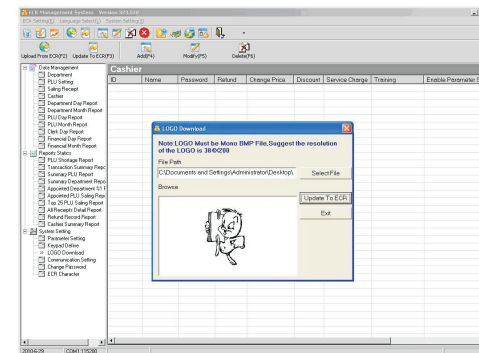 ECR Management System Version
ECR Setting(E) Language Select(L) System Setting(S)
Upload From ECR(F2) Update To ECR(F3) Add(F4) Modify(F5) Delete(F6)
Data Management
Department
PLU Setting
Saling Receipt
Cashier
Department Day Report
Department Month Report
PLU Day Report
PLU Month Report
Clerk Day Report
Financial Day Report
Financial Month Report
Reports Statics
PLU Shortage Report
Transaction Summary Repc
Summary PLU Report
Summary Department Repo
Appointed Department
Appointed PLU Saling Rep
Top 25 PLU Saling Report
All Receipts Detail Report
Refund Record Report
Cashier Summary Report
System Setting
Parameter Setting
Keypad Define
LOGO Download
Communication Setting
Change Password
ECR Character
Cashier
ID Name Password Refund Change Price Discount Service Charge Training Enable Parameter S
LOGO Download
Note:LOGO Must be Mono BMP File,Suggest the resolution
of the LOGO is 384X200
File Path
C:\Documents and Settings\Administrator\Desktop\
Select File
Browse
Update To ECR
Exit
2010-6-29 COM1:115200